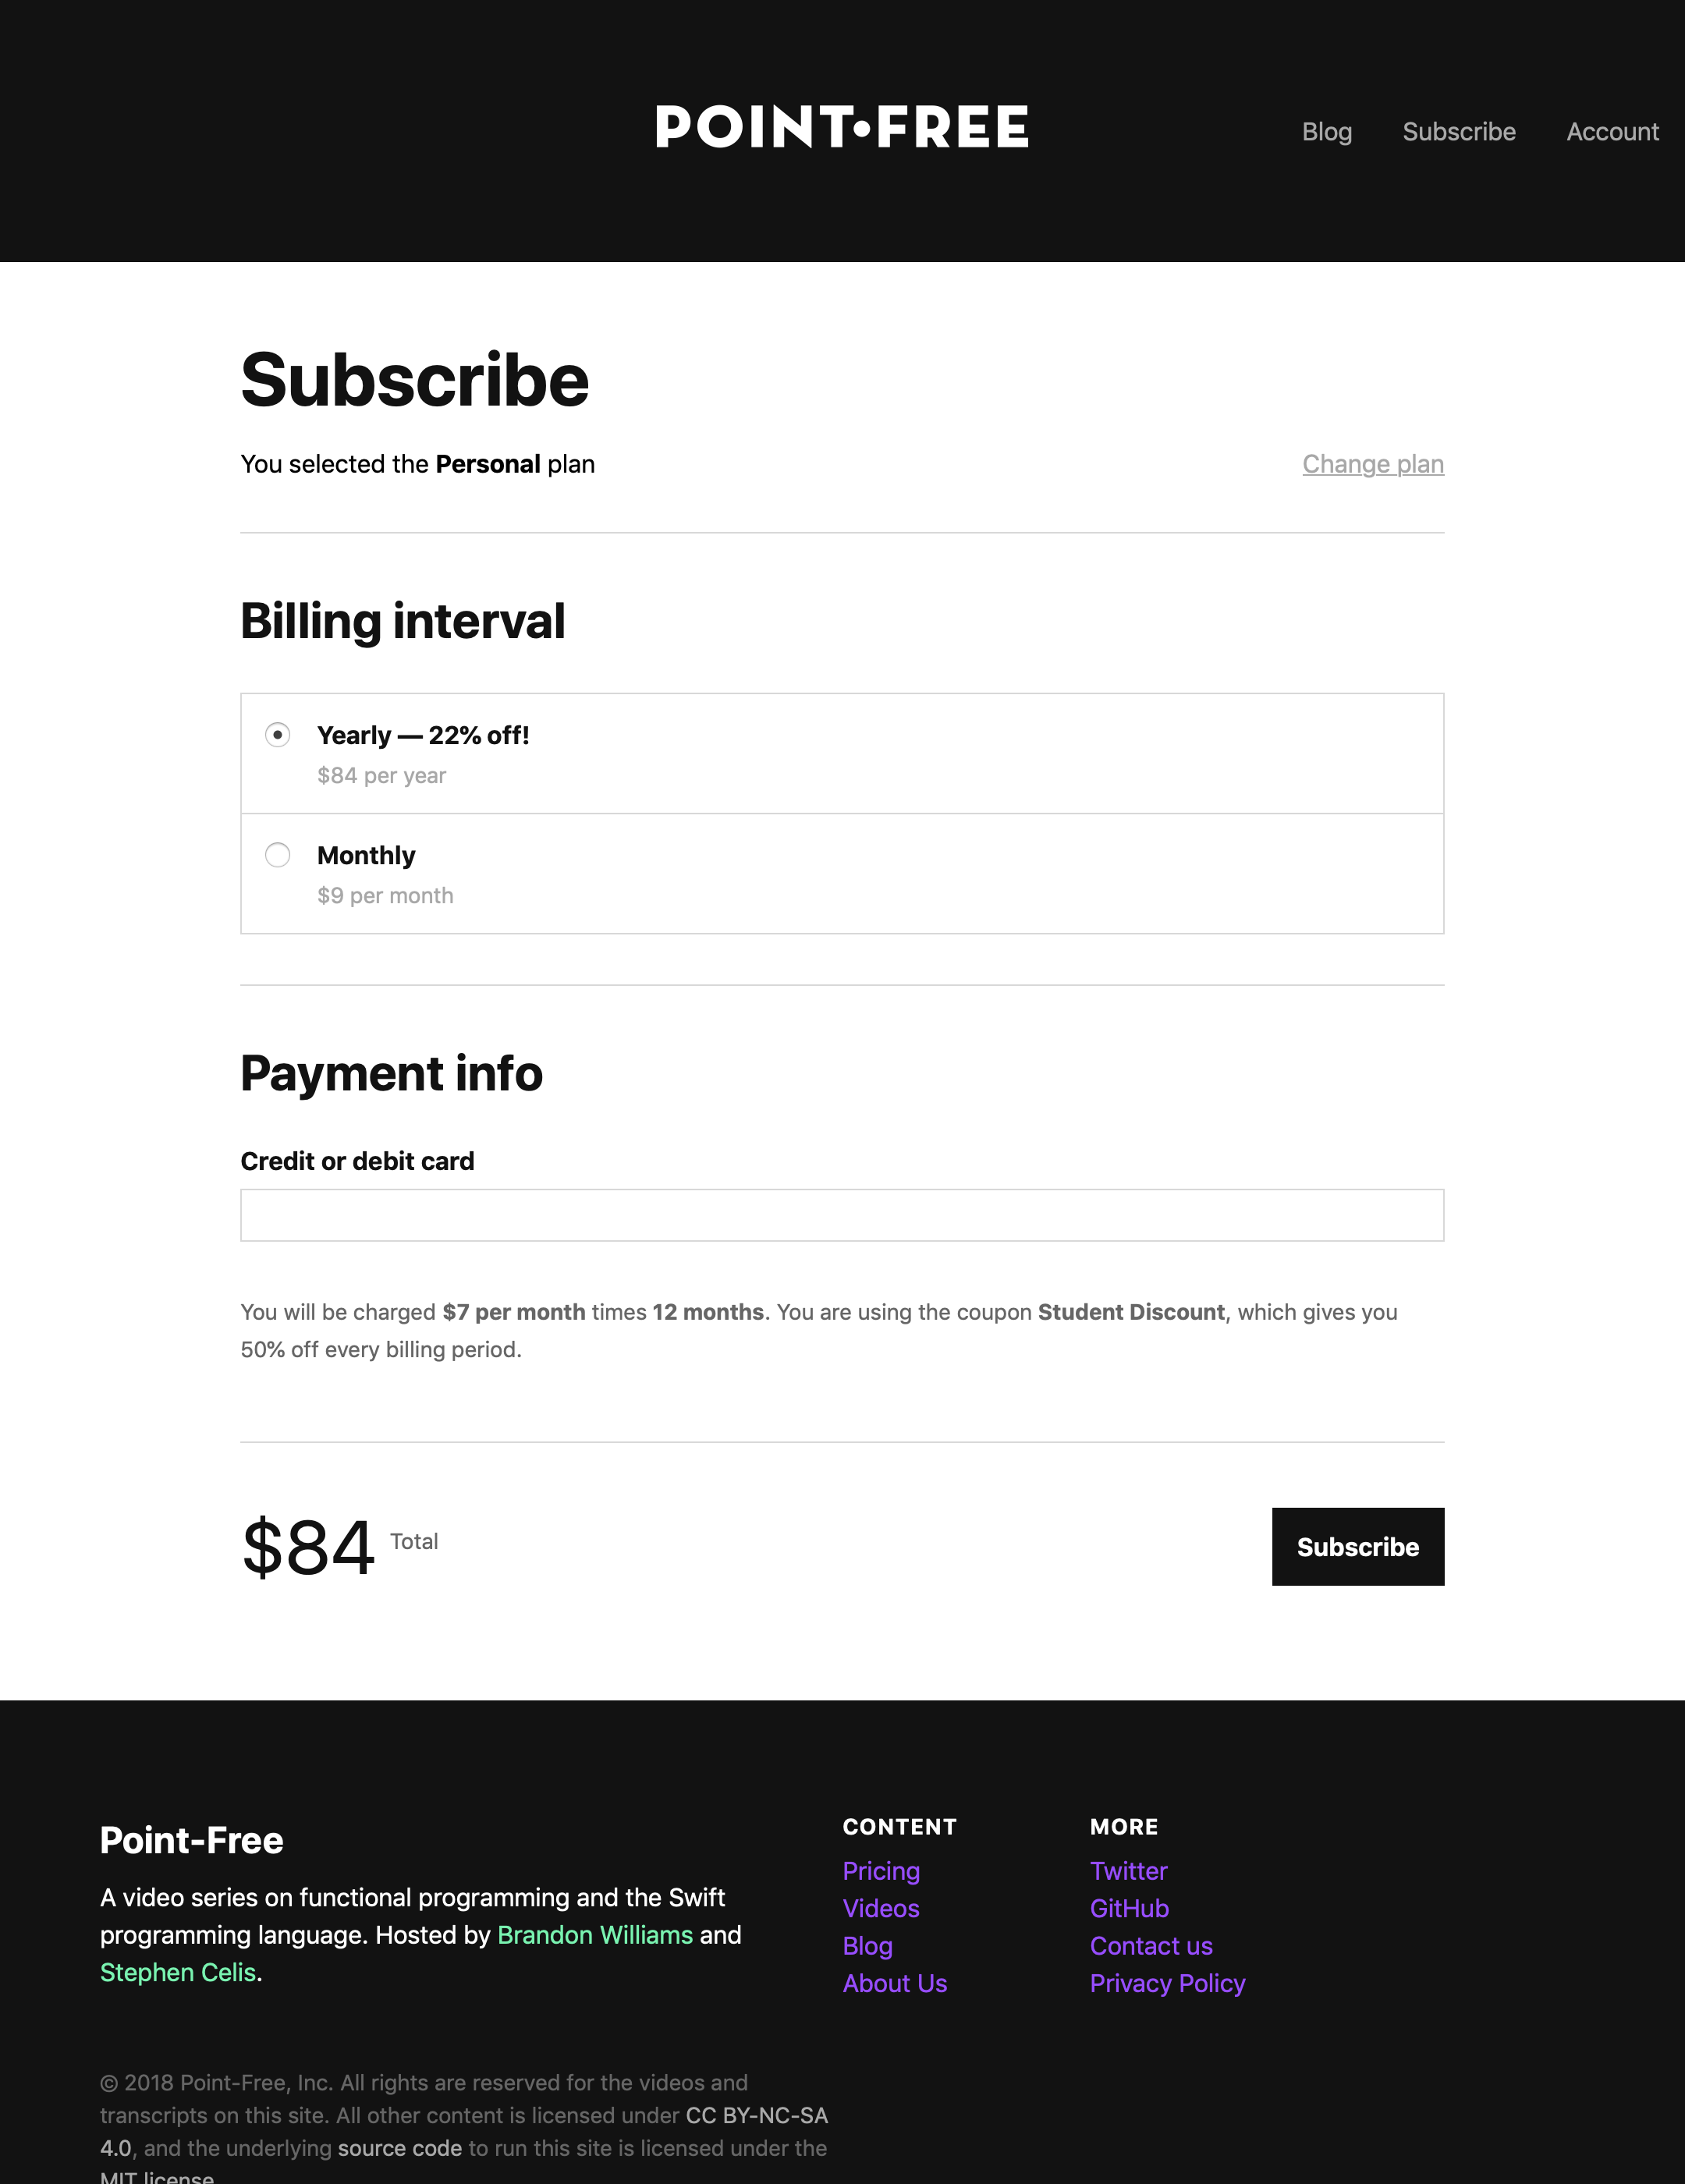 POINT•FREE
Blog Subscribe Account
Subscribe
You selected the Personal plan
Change plan
Billing interval
Yearly — 22% off!
$84 per year
Monthly
$9 per month
Payment info
Credit or debit card
You will be charged $7 per month times 12 months. You are using the coupon Student Discount, which gives you
50% off every billing period.
$84 Total
Subscribe
Point-Free
A video series on functional programming and the Swift
programming language. Hosted by Brandon Williams and
Stephen Celis.
CONTENT
Pricing
Videos
Blog
About Us
MORE
Twitter
GitHub
Contact us
Privacy Policy
© 2018 Point-Free, Inc. All rights are reserved for the videos and
transcripts on this site. All other content is licensed under CC BY-NC-SA
4.0, and the underlying source code to run this site is licensed under the
MIT license